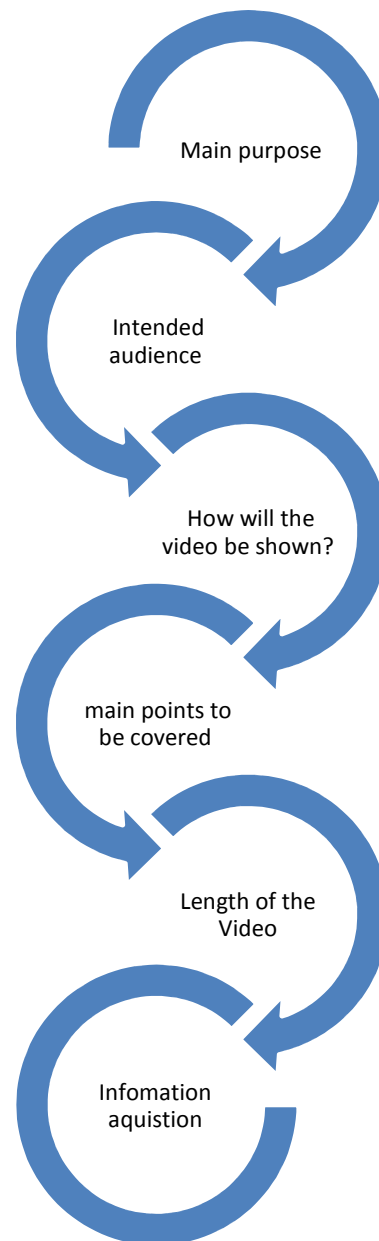 Main purpose
Intended
audience
How will the
video be shown?
main points to
be covered
Length of the
Video
Infomation
aquistion